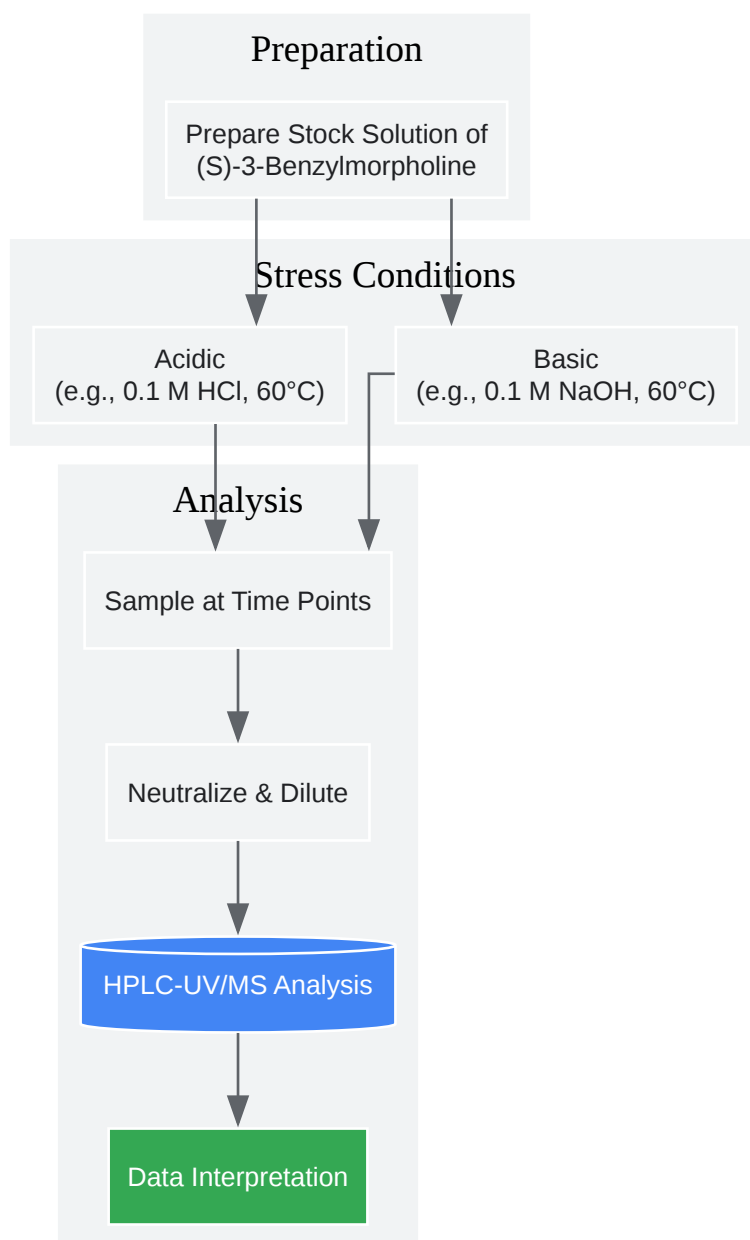 Preparation
Prepare Stock Solution of
(S)-3-Benzylmorpholine
Stress Conditions
Acidic
(e.g., 0.1 M HCl, 60°C)
Basic
(e.g., 0.1 M NaOH, 60°C)
Analysis
Sample at Time Points
Neutralize & Dilute
HPLC-UV/MS Analysis
Data Interpretation